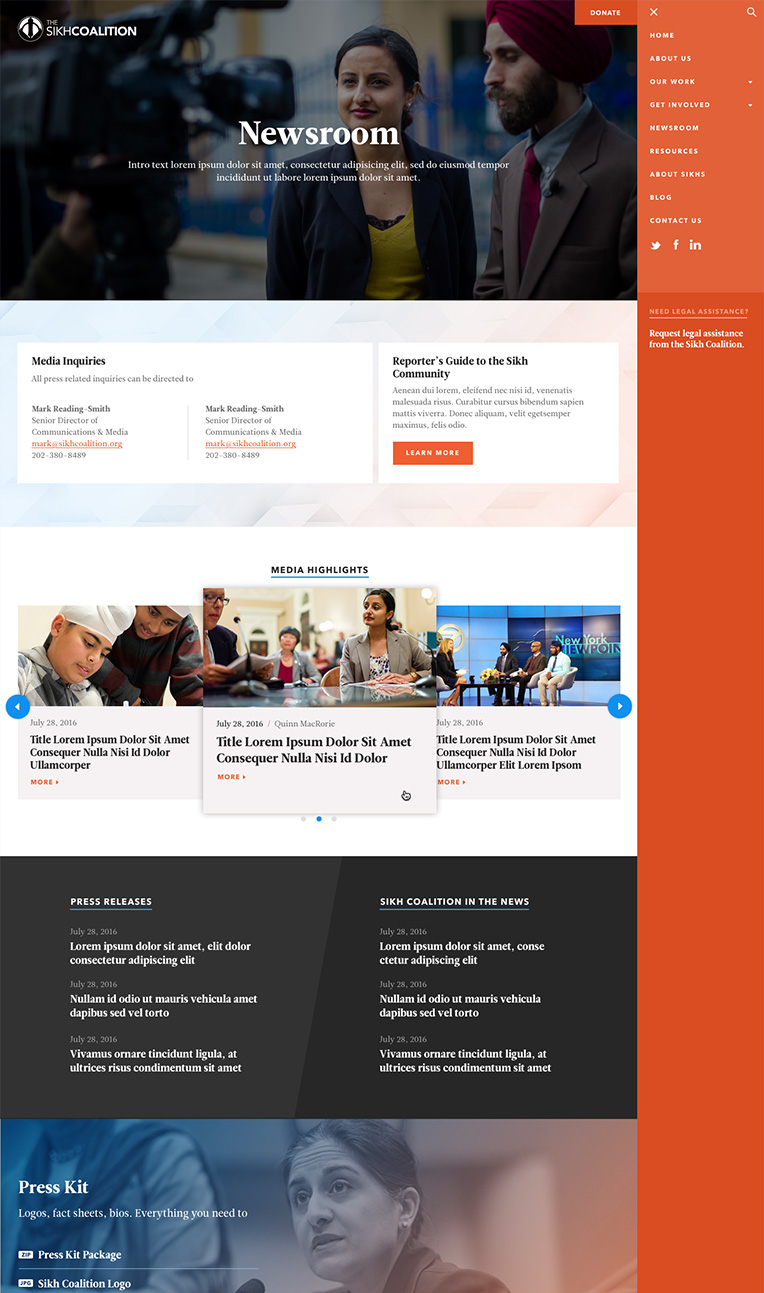 THE
SIKHCOALITION
DONATE
Newsroom
Intro text lorem ipsum dolor sit amet, consectetur adipisicing elit, sed do eiusmod tempor
incididunt ut labore lorem ipsum dolor sit amet.
HOME
ABOUT US
OUR WORK
GET INVOLVED
NEWSROOM
RESOURCES
ABOUT SIKHS
BLOG
CONTACT US
NEED LEGAL ASSISTANCE?
Request legal assistance
from the Sikh Coalition.
Media Inquiries
All press related inquiries can be directed to
Mark Reading-Smith
Senior Director of
Communications & Media
mark@sikhcoalition.org
202-380-8489
Mark Reading-Smith
Senior Director of
Communications & Media
mark@sikhcoalition.org
202-380-8489
Reporter's Guide to the Sikh
Community
Aenean dui lorem, eleifend nec nisi id, venenatis
malesuada risus. Curabitur cursus bibendum sapien
mattis viverra. Donec aliquam, velit egetsemper
maximus, felis odio.
LEARN MORE
MEDIA HIGHLIGHTS
July 28, 2016
Title Lorem Ipsum Dolor Sit Amet
Consequer Nulla Nisi Id Dolor
Ullamcorper
MORE
July 28, 2016 / Quinn MacRorie
Title Lorem Ipsum Dolor Sit Amet
Consequer Nulla Nisi Id Dolor
MORE
New York
VIEWPOINT
July 28, 2016
Title Lorem Ipsum Dolor Sit Amet
Consequer Nulla Nisi Id Dolor
Ullamcorper Elit Lorem Ipsom
MORE
PRESS RELEASES
July 28, 2016
Lorem ipsum dolor sit amet, elit dolor
consectetur adipiscing elit
July 28, 2016
Nullam id odio ut mauris vehicula amet
dapibus sed vel torto
July 28, 2016
Vivamus ornare tincidunt ligula, at
ultrices risus condimentum sit amet
SIKH COALITION IN THE NEWS
July 28, 2016
Lorem ipsum dolor sit amet, conse
ctetur adipiscing elit
July 28, 2016
Nullam id odio ut mauris vehicula
dapibus sed vel torto
July 28, 2016
Vivamus ornare tincidunt ligula, at
ultrices risus condimentum sit amet
Press Kit
Logos, fact sheets, bios. Everything you need to
ZIP Press Kit Package
JPG Sikh Coalition Logo